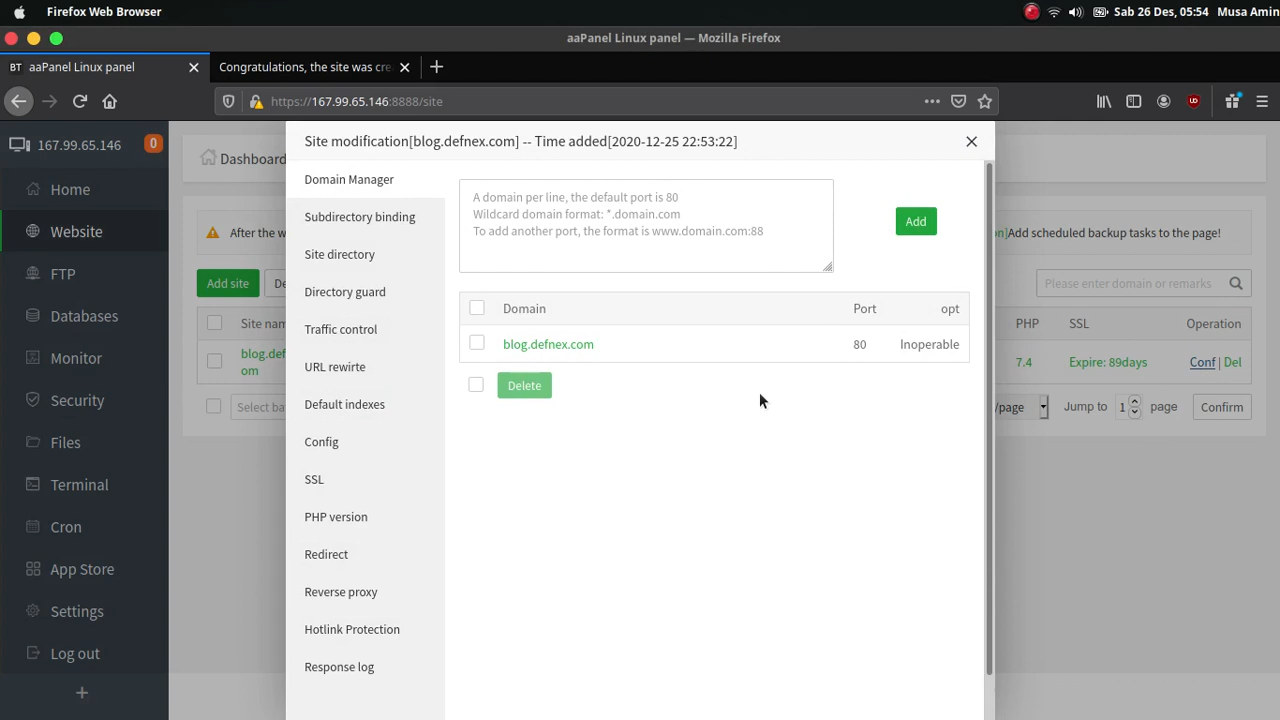 Firefox Web Browser
Sab 26 Des, 05:54 Musa Amin
aaPanel Linux panel — Mozilla Firefox
BT aaPanel Linux panel
Congratulations, the site was cre
https://167.99.65.146:8888/site
167.99.65.146 0
Home
Website
FTP
Databases
Monitor
Security
Files
Terminal
Cron
App Store
Settings
Log out
Dashboard
After the w
n]Add scheduled backup tasks to the page!
Add site
De
Please enter domain or remarks
Site nam
PHP SSL Operation
blog.def
om
7.4 Expire: 89days Conf | Del
Select ba
/page Jump to 1 page Confirm
Site modification[blog.defnex.com] -- Time added[2020-12-25 22:53:22]
Domain Manager
Subdirectory binding
Site directory
Directory guard
Traffic control
URL rewirte
Default indexes
Config
SSL
PHP version
Redirect
Reverse proxy
Hotlink Protection
Response log
A domain per line, the default port is 80
Wildcard domain format: *.domain.com
To add another port, the format is www.domain.com:88
Add
Domain Port opt
blog.defnex.com 80 Inoperable
Delete